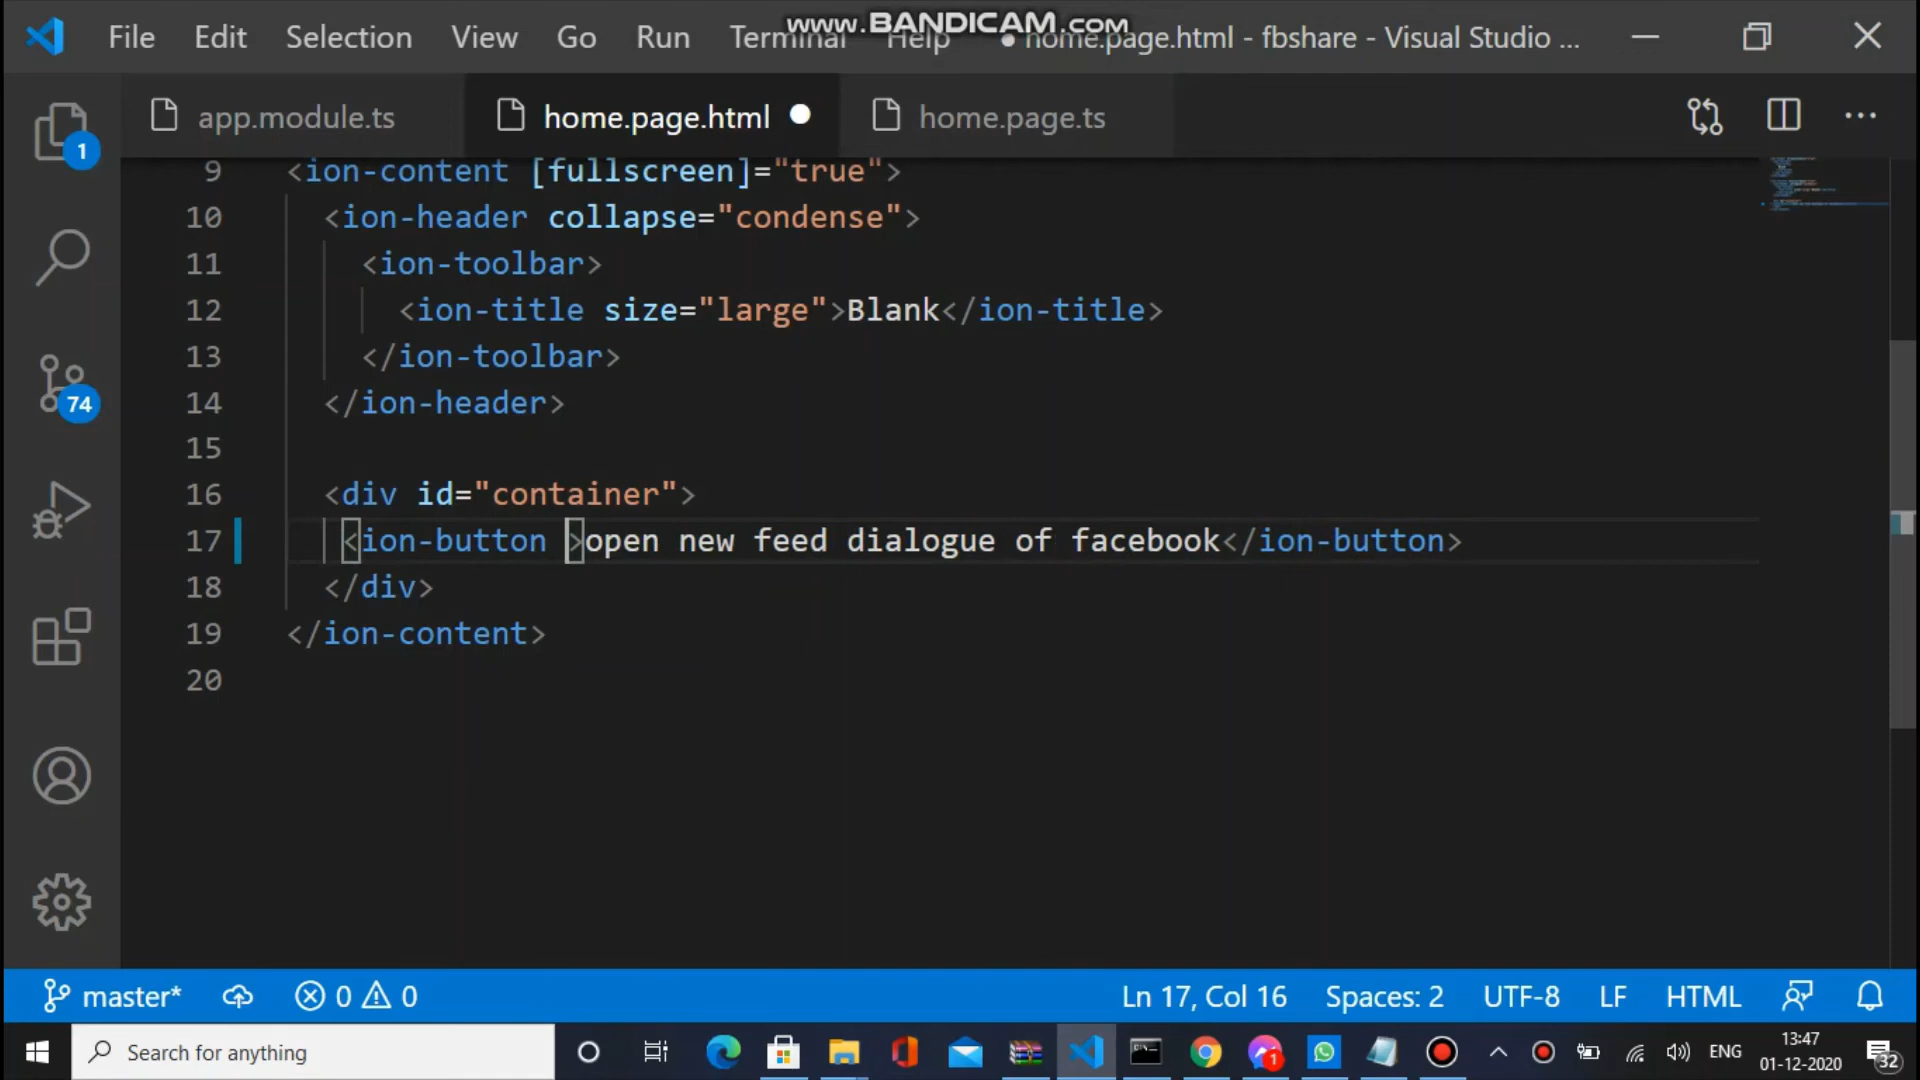 www.BANDICAM.com
File Edit Selection View Go Run Terminal Help ● home.page.html - fbshare - Visual Studio ...
app.module.ts home.page.html ● home.page.ts
1
9 <ion-content [fullscreen]="true">
10 <ion-header collapse="condense">
11 <ion-toolbar>
12 <ion-title size="large">Blank</ion-title>
13 </ion-toolbar>
14 </ion-header>
74
15
16 <div id="container">
17 <ion-button >open new feed dialogue of facebook</ion-button>
18 </div>
19 </ion-content>
20
master* 0 0 Ln 17, Col 16 Spaces: 2 UTF-8 LF HTML
Search for anything 1 ENG 13:47
01-12-2020 32